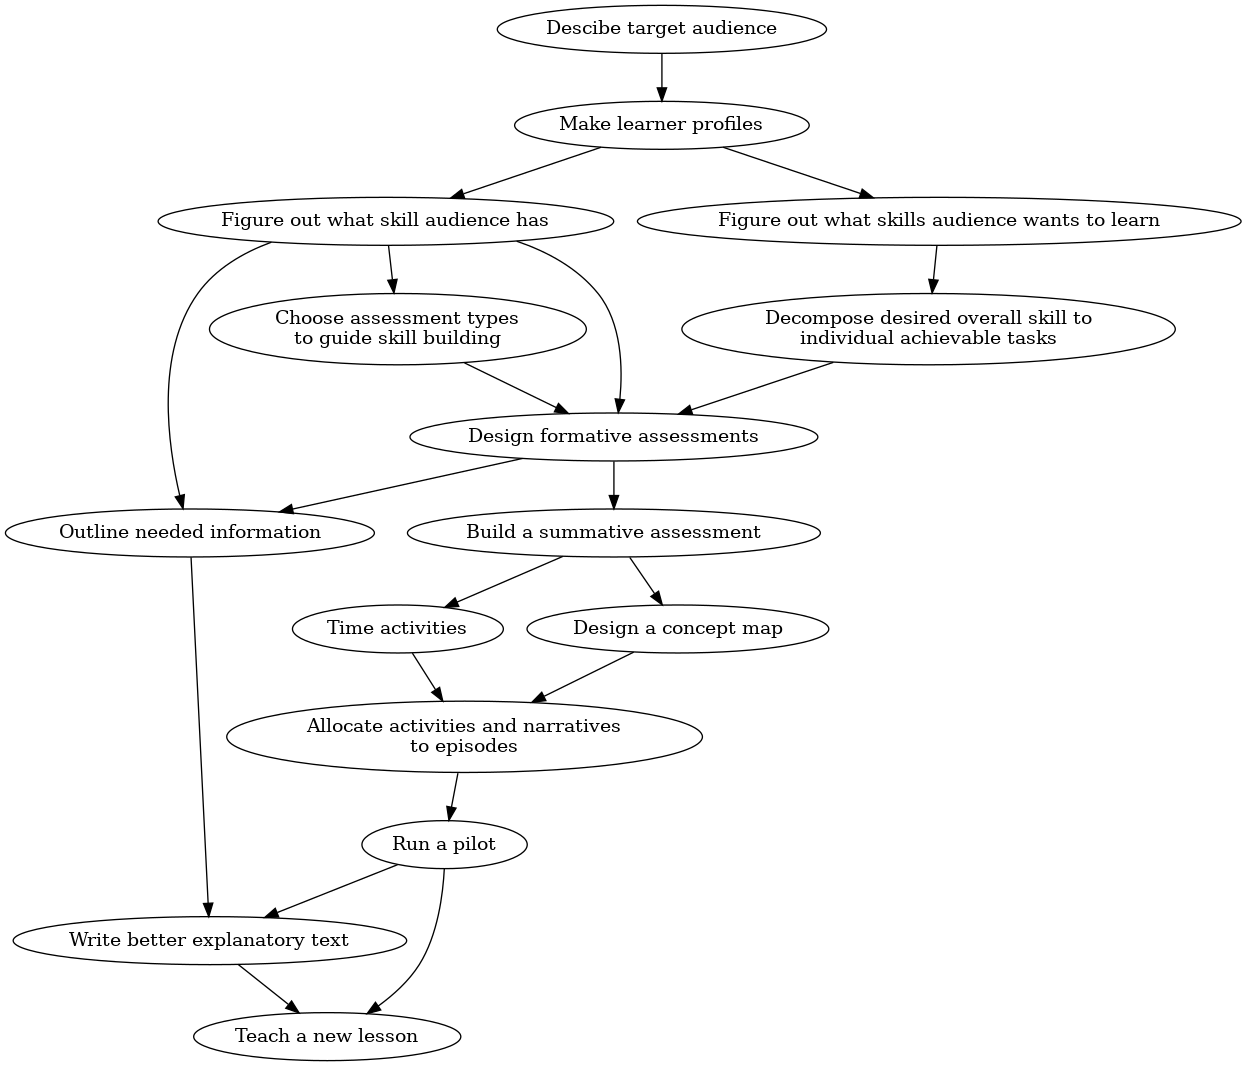 Descibe target audience
Make learner profiles
Figure out what skill audience has
Figure out what skills audience wants to learn
Choose assessment types
to guide skill building
Decompose desired overall skill to
individual achievable tasks
Design formative assessments
Outline needed information
Build a summative assessment
Time activities
Design a concept map
Allocate activities and narratives
to episodes
Run a pilot
Write better explanatory text
Teach a new lesson